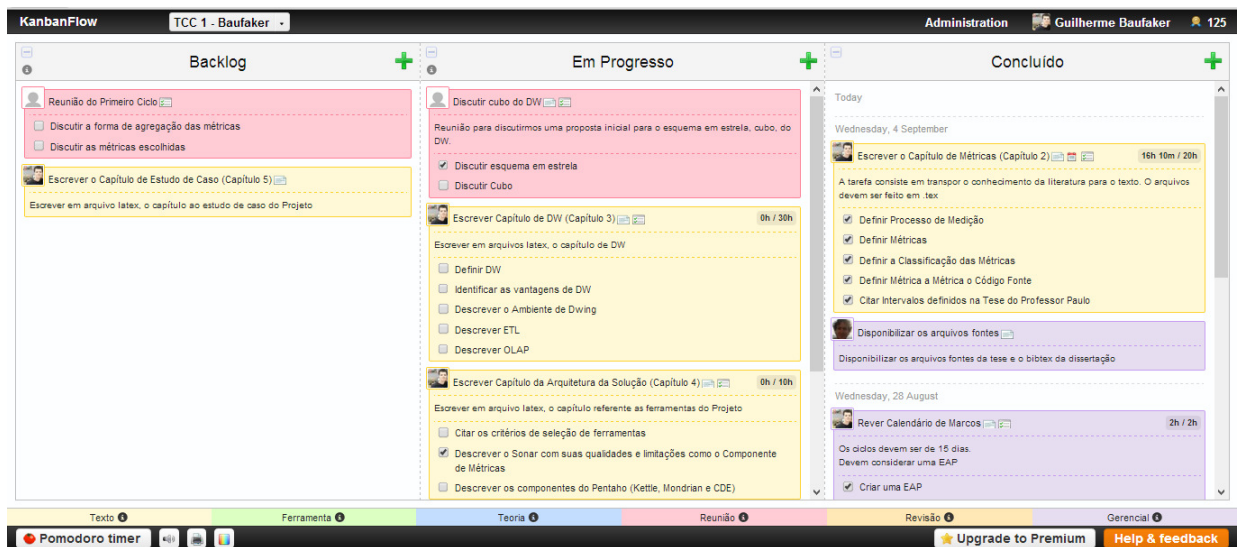 KanbanFlow
TCC 1 - Baufaker
Administration
Guilherme Baufaker
125
Backlog
Reunião do Primeiro Ciclo
Discutir a forma de agregação das métricas
Discutir as métricas escolhidas
Escrever o Capítulo de Estudo de Caso (Capítulo 5)
Escrever em arquivo latex, o capítulo ao estudo de caso do Projeto
Em Progresso
Discutir cubo do DW
Reunião para discutirmos uma proposta inicial para o esquema em estrela, cubo, do
DW.
Discutir esquema em estrela
Discutir Cubo
Escrever Capítulo de DW (Capítulo 3)
0h / 30h
Escrever em arquivos latex, o capítulo de DW
Definir DW
Identificar as vantagens de DW
Descrever o Ambiente de Dwing
Descrever ETL
Descrever OLAP
Escrever Capítulo da Arquitetura da Solução (Capítulo 4)
0h / 10h
Escrever em arquivo latex, o capítulo referente as ferramentas do Projeto
Citar os critérios de seleção de ferramentas
Descrever o Sonar com suas qualidades e limitações como o Componente
de Métricas
Descrever os componentes do Pentaho (Kettle, Mondrian e CDE)
Concluído
Today
Wednesday, 4 September
Escrever o Capítulo de Métricas (Capítulo 2)
16h 10m / 20h
A tarefa consiste em transpor o conhecimento da literatura para o texto. O arquivos
devem ser feito em .tex
Definir Processo de Medição
Definir Métricas
Definir a Classificação das Métricas
Definir Métrica a Métrica o Código Fonte
Citar Intervalos definidos na Tese do Professor Paulo
Disponibilizar os arquivos fontes
Disponibilizar os arquivos fontes da tese e o bibtex da dissertação
Wednesday, 28 August
Rever Calendário de Marcos
2h / 2h
Os ciclos devem ser de 15 dias.
Devem considerar uma EAP
Criar uma EAP
Texto
Ferramenta
Teoria
Reunião
Revisão
Gerencial
Pomodoro timer
Upgrade to Premium
Help & feedback